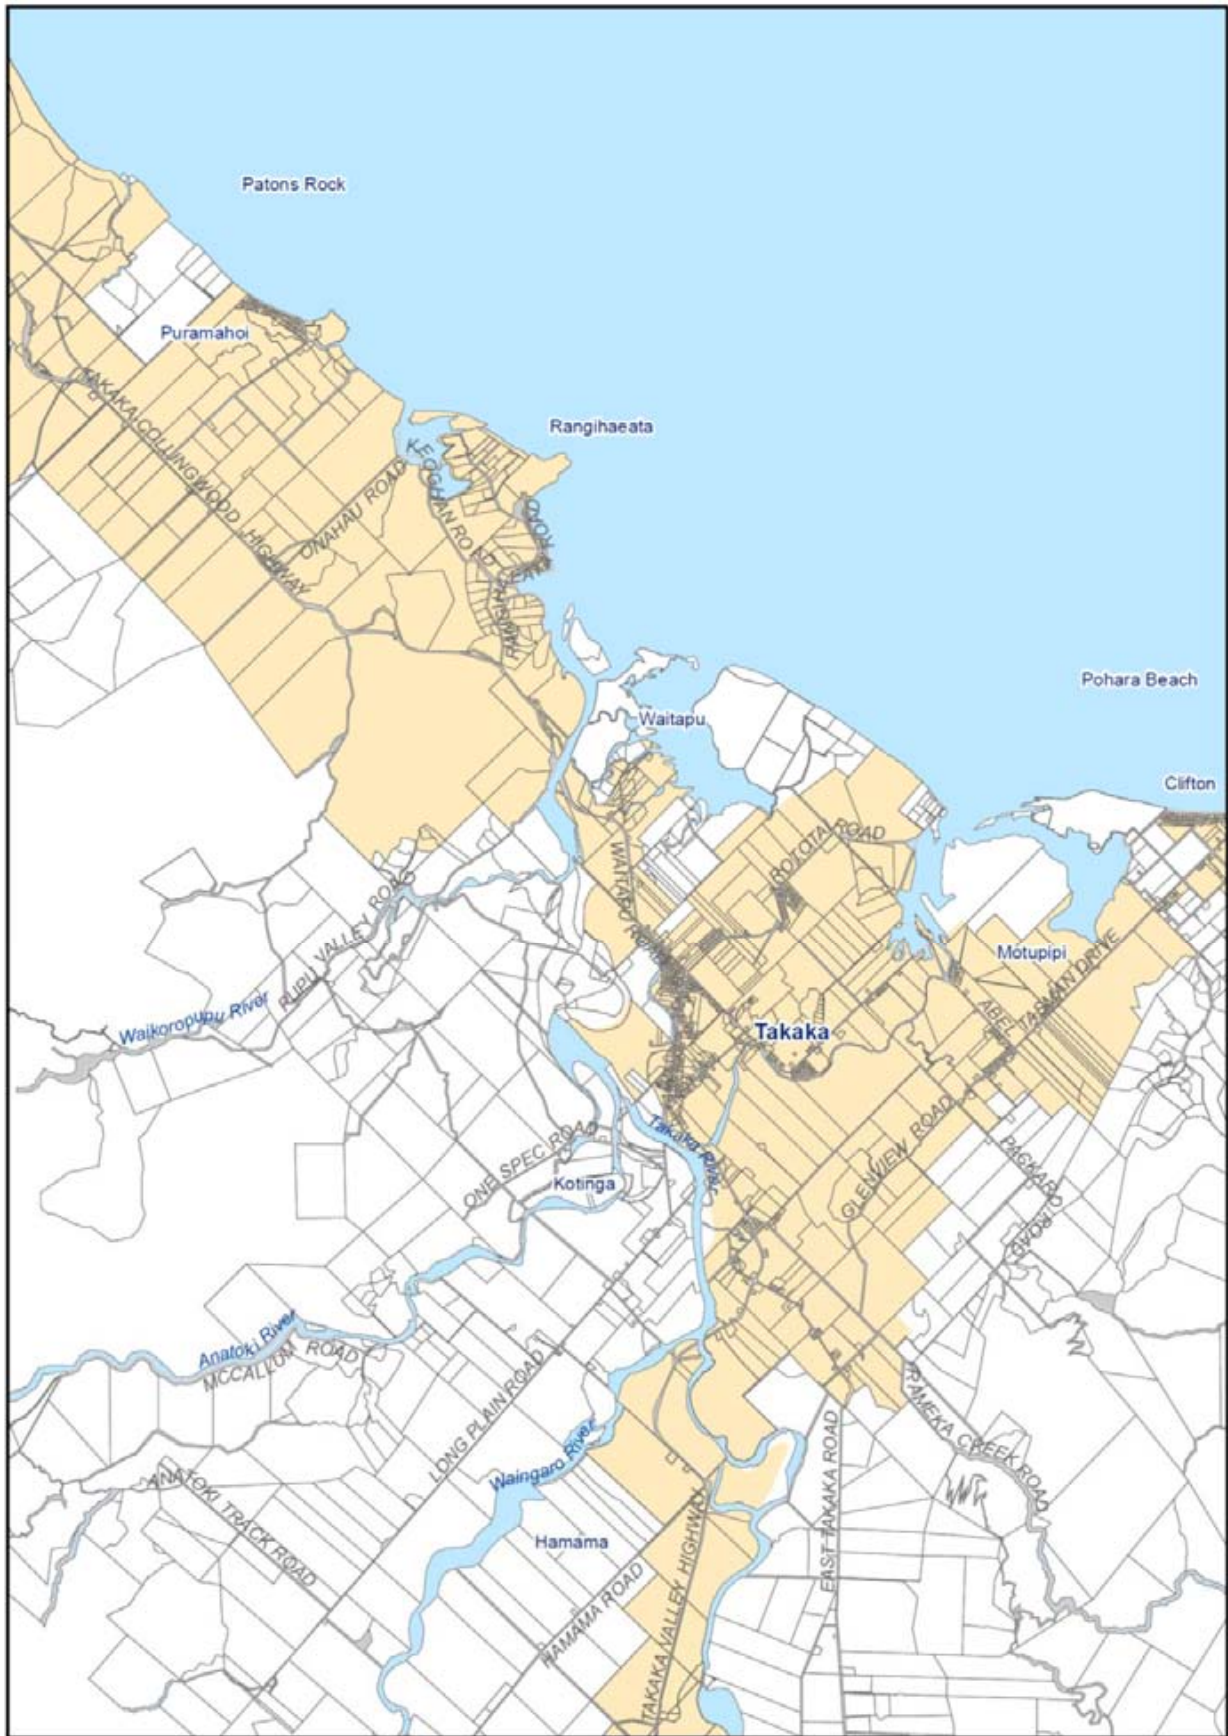 Patons Rock
Puramahoi
TAKAKA COLLINGWOOD HIGHWAY
Rangihaeata
ONAHAU ROAD
KEOGHAN ROAD
ROAD
Waitapu
Pohara Beach
Clifton
WAITAPU ROAD
ROTOTAI ROAD
PUPU VALLEY ROAD
Motupipi
Waikoropupu River
ABEL TASMAN DRIVE
Takaka
Takaka River
ONE SPEC ROAD
GLENVIEW ROAD
PACKARD ROAD
Kotinga
Anatoki River
MCCALLUM ROAD
LONG PLAIN ROAD
RAMEKA CREEK ROAD
Waingaro River
EAST TAKAKA ROAD
ANATOKI TRACK ROAD
Hamama
HAMAMA ROAD
TAKAKA VALLEY HIGHWAY